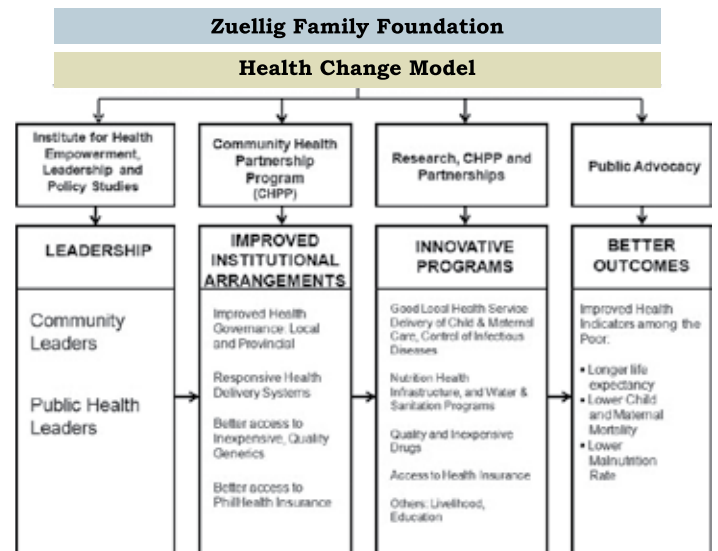 Zuellig Family Foundation
Health Change Model
Institute for Health
Empowerment,
Leadership and
Policy Studies
Community Health
Partnership
Program
(CHPP)
Research, CHPP and
Partnerships
Public Advocacy
LEADERSHIP
Community
Leaders
Public Health
Leaders
IMPROVED
INSTITUTIONAL
ARRANGEMENTS
Improved Health
Governance: Local
and Provincial
Responsive Health
Delivery Systems
Better access to
Inexpensive, Quality
Generics
Better access to
PhilHealth Insurance
INNOVATIVE
PROGRAMS
Good Local Health Service
Delivery of Child & Maternal
Care, Control of Infectious
Diseases
Nutrition Health
Infrastructure, and Water &
Sanitation Programs
Quality and Inexpensive
Drugs
Access to Health Insurance
Others: Livelihood,
Education
BETTER
OUTCOMES
Improved Health
Indicators among the
Poor:
• Longer life
expectancy
• Lower Child
and Maternal
Mortality
• Lower
Malnutrition
Rate